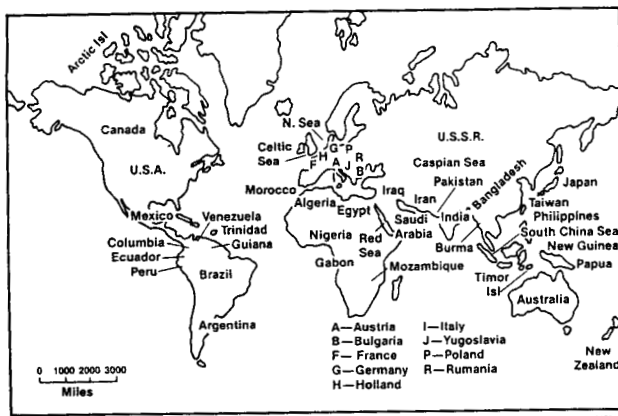 Arctic Isl
Canada
U.S.A.
Mexico
Venezuela
Trinidad
Guiana
Columbia
Ecuador
Peru
Brazil
Argentina
N. Sea
Celtic
Sea
G
P
H
F
A
J
R
B
I
U.S.S.R.
Caspian Sea
Morocco
Algeria
Egypt
Iraq
Iran
Pakistan
Bangladesh
Saudi
Arabia
India
Japan
Taiwan
Philippines
South China Sea
New Guinea
Nigeria
Red
Sea
Burma
Gabon
Mozambique
Timor
Isl
Papua
Australia
New
Zealand
A—Austria
B—Bulgaria
F—France
G—Germany
H—Holland
I—Italy
J—Yugoslavia
P—Poland
R—Rumania
0 1000 2000 3000
Miles